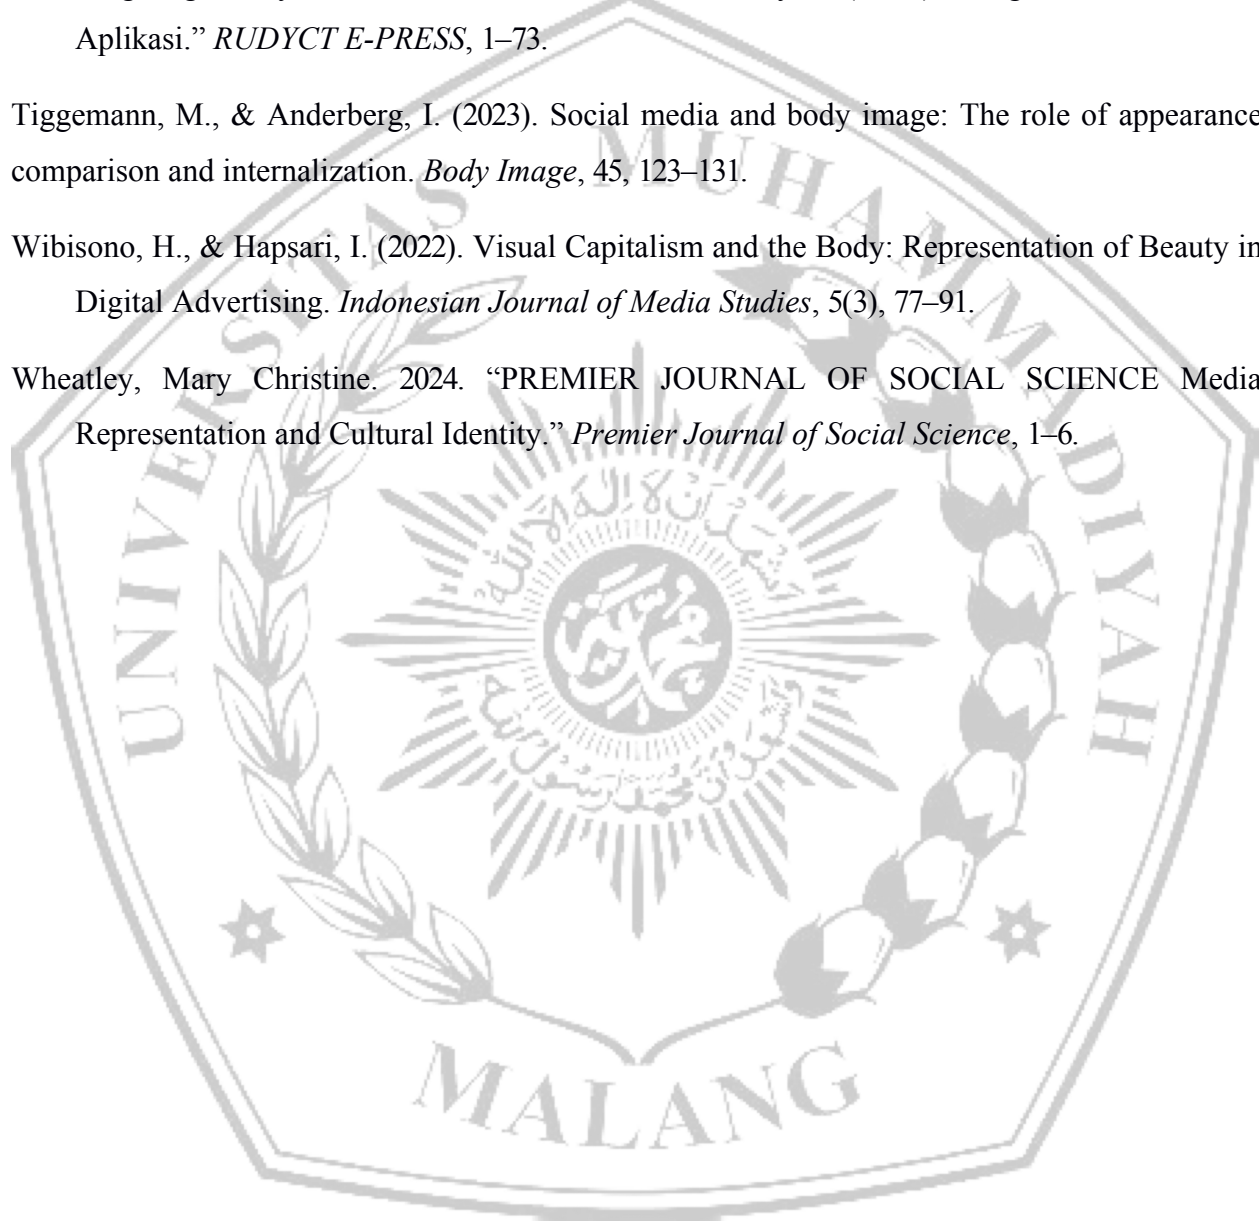 Aplikasi.” RUDYCT E-PRESS, 1–73.
Tiggemann, M., & Anderberg, I. (2023). Social media and body image: The role of appearance
comparison and internalization. Body Image, 45, 123–131.
Wibisono, H., & Hapsari, I. (2022). Visual Capitalism and the Body: Representation of Beauty in
Digital Advertising. Indonesian Journal of Media Studies, 5(3), 77–91.
Wheatley, Mary Christine. 2024. “PREMIER JOURNAL OF SOCIAL SCIENCE Media
Representation and Cultural Identity.” Premier Journal of Social Science, 1–6.
UNIVERSITAS MUHAMMADIYAH
MALANG